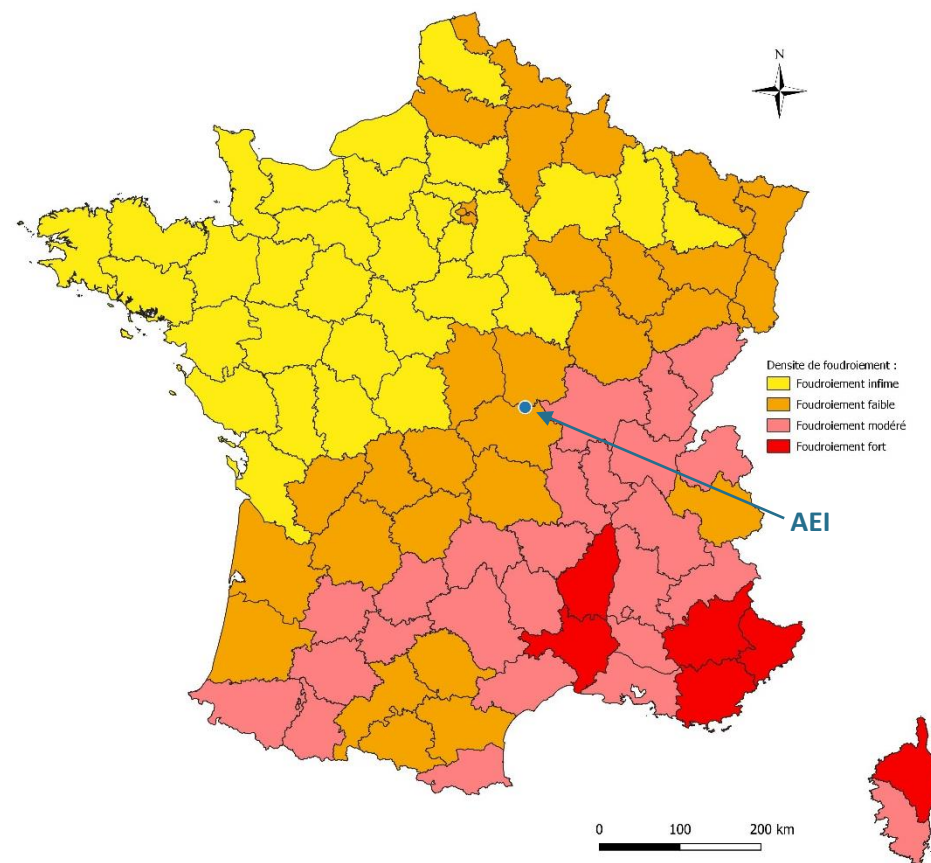 N
Densite de foudroiement :
Foudroiement infime
Foudroiement faible
Foudroiement modéré
Foudroiement fort
AEI
0 100 200 km